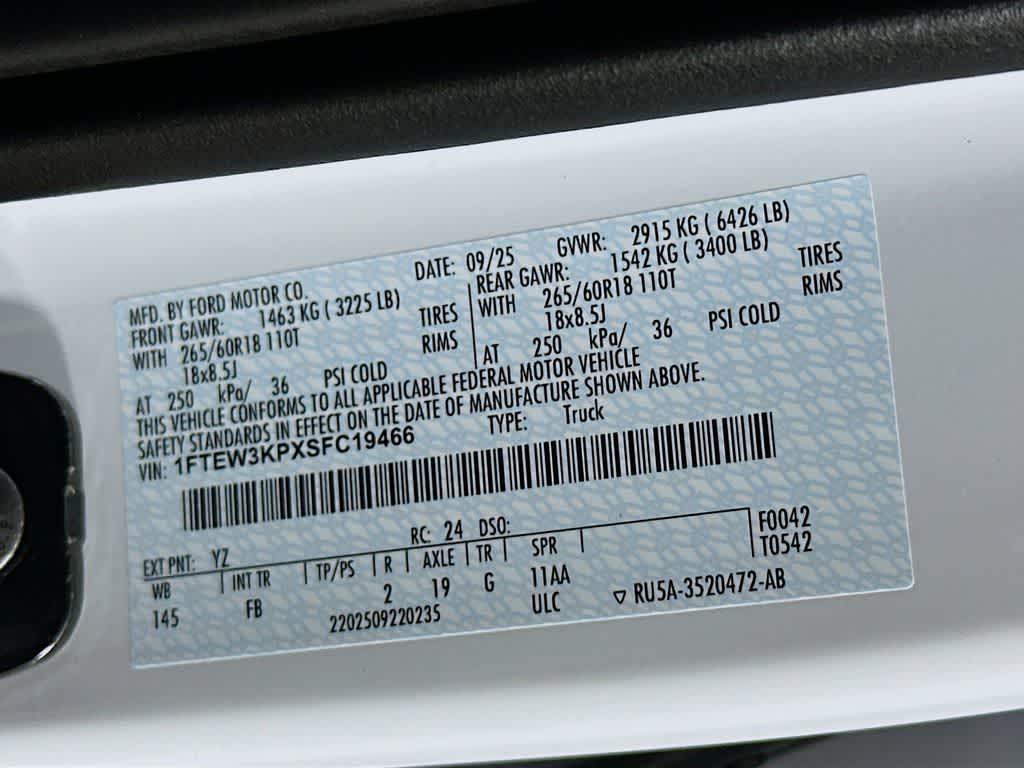 DATE: 09/25 GVWR: 2915 KG ( 6426 LB)
MFD. BY FORD MOTOR CO.
FRONT GAWR: 1463 KG ( 3225 LB)
WITH 265/60R18 110T TIRES
18x8.5J RIMS
AT 250 kPa/ 36 PSI COLD
REAR GAWR: 1542 KG ( 3400 LB)
WITH 265/60R18 110T TIRES
18x8.5J RIMS
AT 250 kPa/ 36 PSI COLD
THIS VEHICLE CONFORMS TO ALL APPLICABLE FEDERAL MOTOR VEHICLE
SAFETY STANDARDS IN EFFECT ON THE DATE OF MANUFACTURE SHOWN ABOVE.
VIN: 1FTEW3KPXSFC19466 TYPE: Truck
EXT PNT: YZ RC: 24 DSO:
WB INT TR TP/PS R AXLE TR SPR F0042
145 FB 2 19 G 11AA T0542
2202509220235 ULC ▽ RU5A-3520472-AB